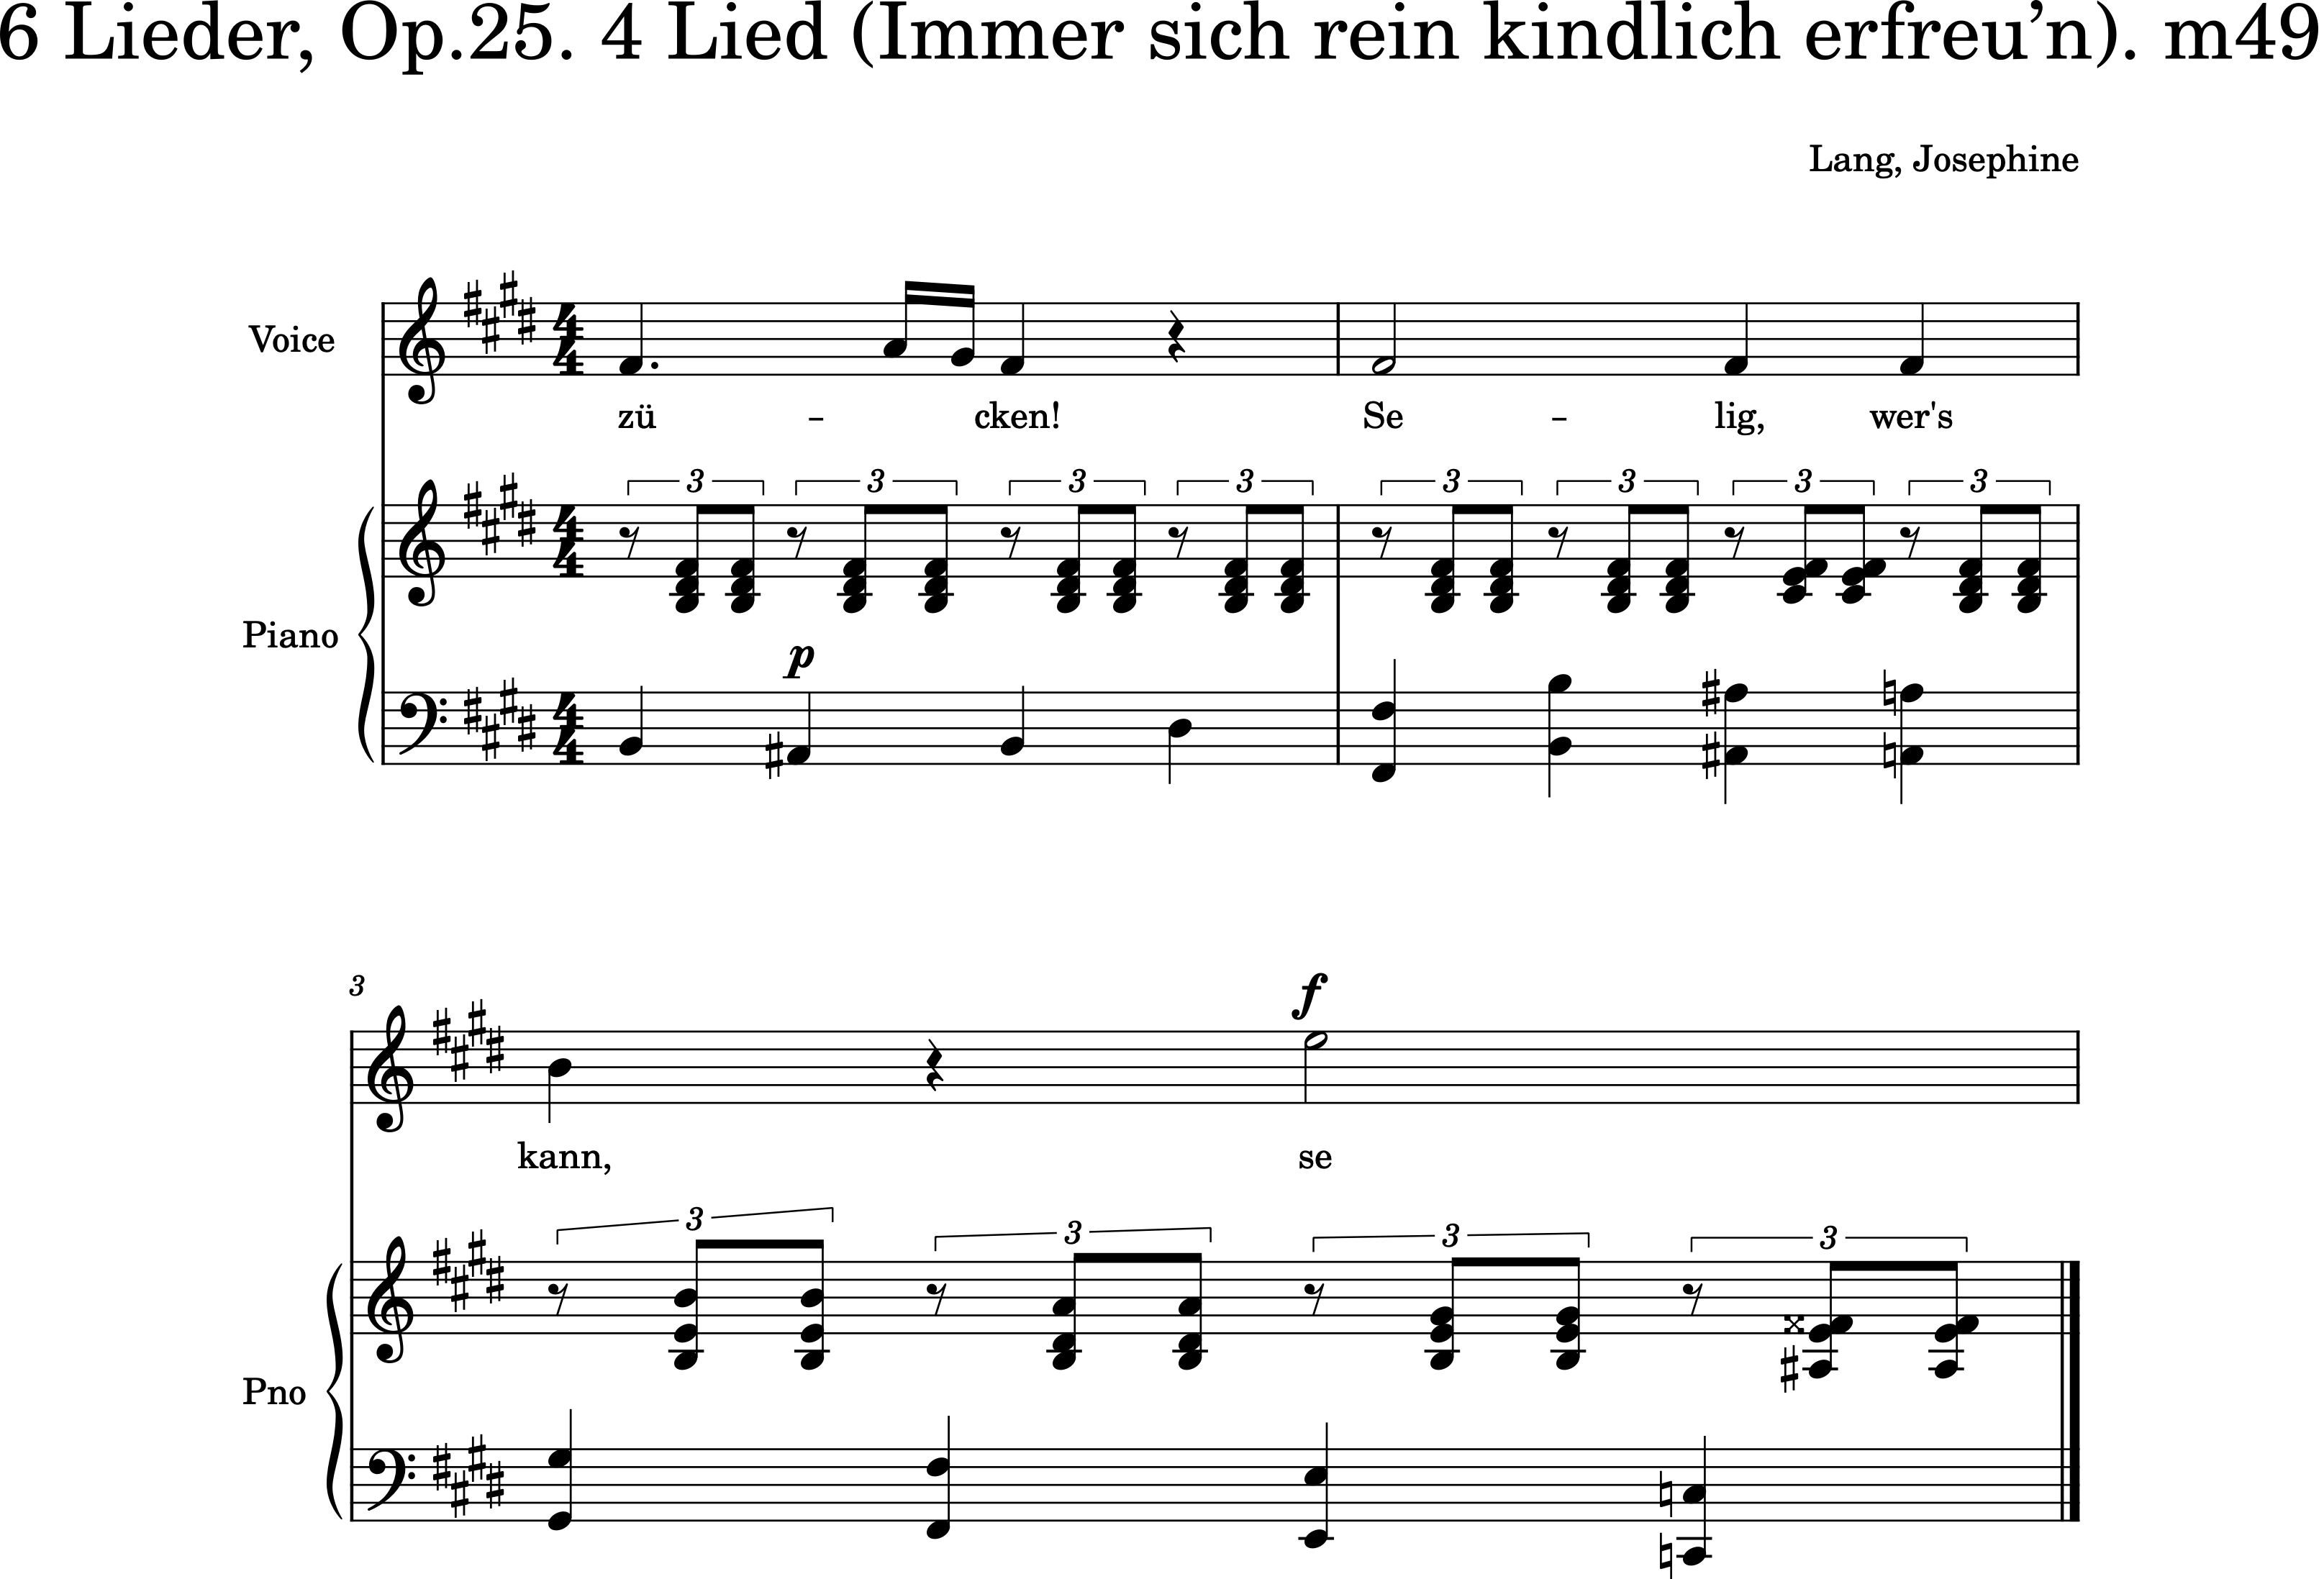 6 Lieder, Op.25. 4 Lied (Immer sich rein kindlich erfreu’n). m49
Lang, Josephine
Voice
zü - cken! Se - lig, wer's
3 3 3 3 3 3 3 3
Piano
p
3
f
kann, se
3 3 3 3
Pno